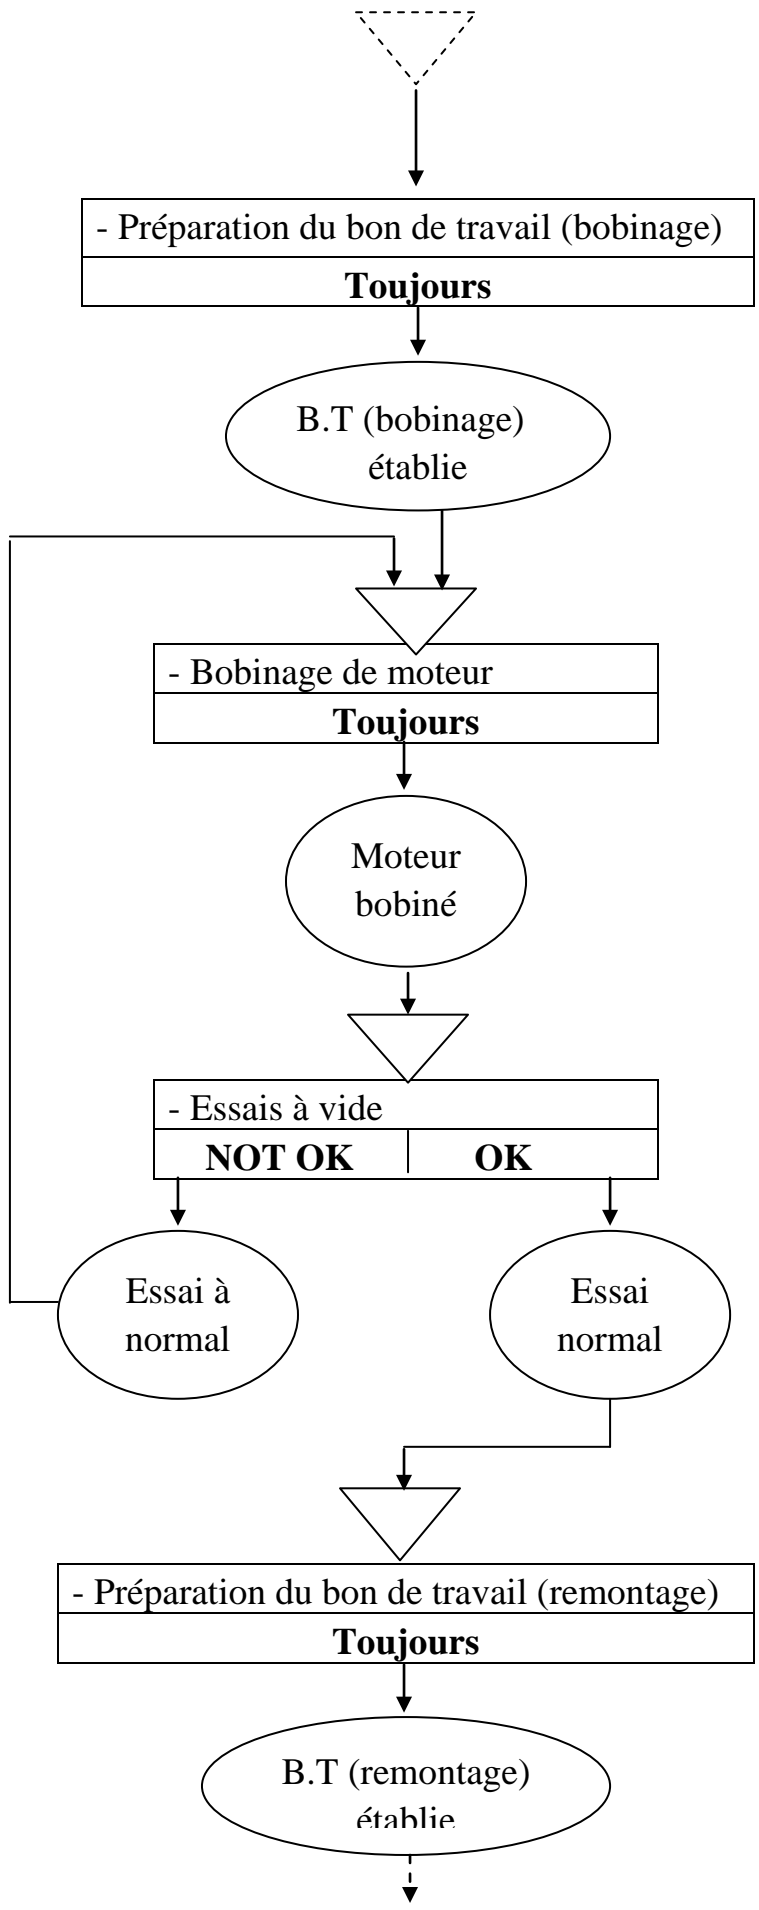 - Préparation du bon de travail (bobinage)
Toujours
B.T (bobinage)
établie
- Bobinage de moteur
Toujours
Moteur
bobiné
- Essais à vide
NOT OK OK
Essai à
normal
Essai
normal
- Préparation du bon de travail (remontage)
Toujours
B.T (remontage)
établie